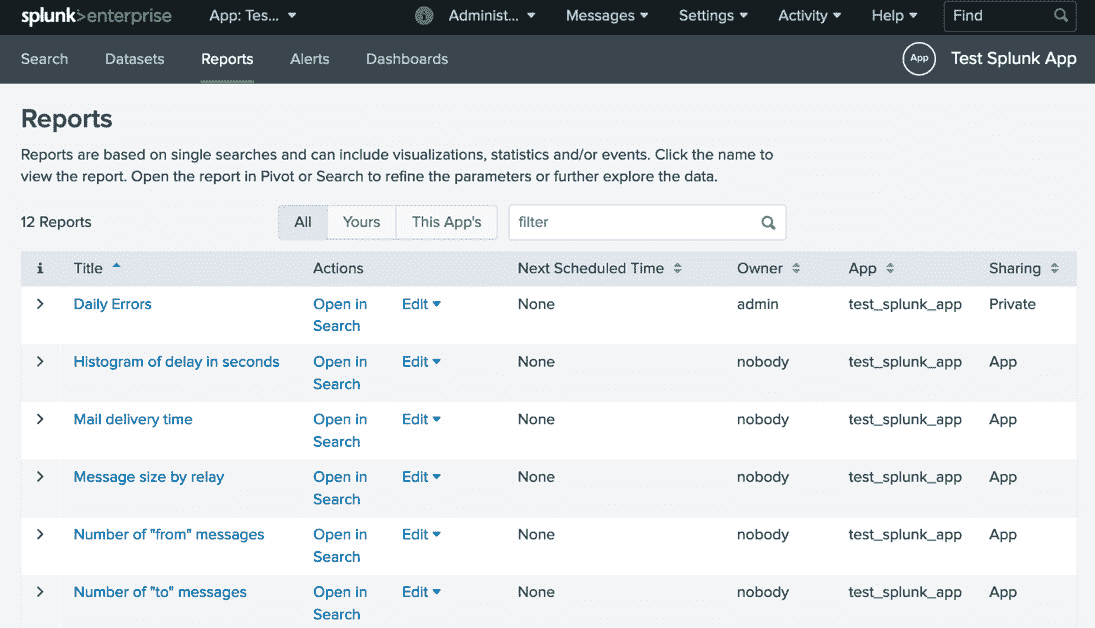 splunk>enterprise App: Tes... Administ... Messages Settings Activity Help Find
Search Datasets Reports Alerts Dashboards App Test Splunk App
Reports
Reports are based on single searches and can include visualizations, statistics and/or events. Click the name to
view the report. Open the report in Pivot or Search to refine the parameters or further explore the data.
12 Reports All Yours This App's filter
i Title Actions Next Scheduled Time Owner App Sharing
Daily Errors Open in Edit None admin test_splunk_app Private
Search
Histogram of delay in seconds Open in Edit None nobody test_splunk_app App
Search
Mail delivery time Open in Edit None nobody test_splunk_app App
Search
Message size by relay Open in Edit None nobody test_splunk_app App
Search
Number of "from" messages Open in Edit None nobody test_splunk_app App
Search
Number of "to" messages Open in Edit None nobody test_splunk_app App
Search